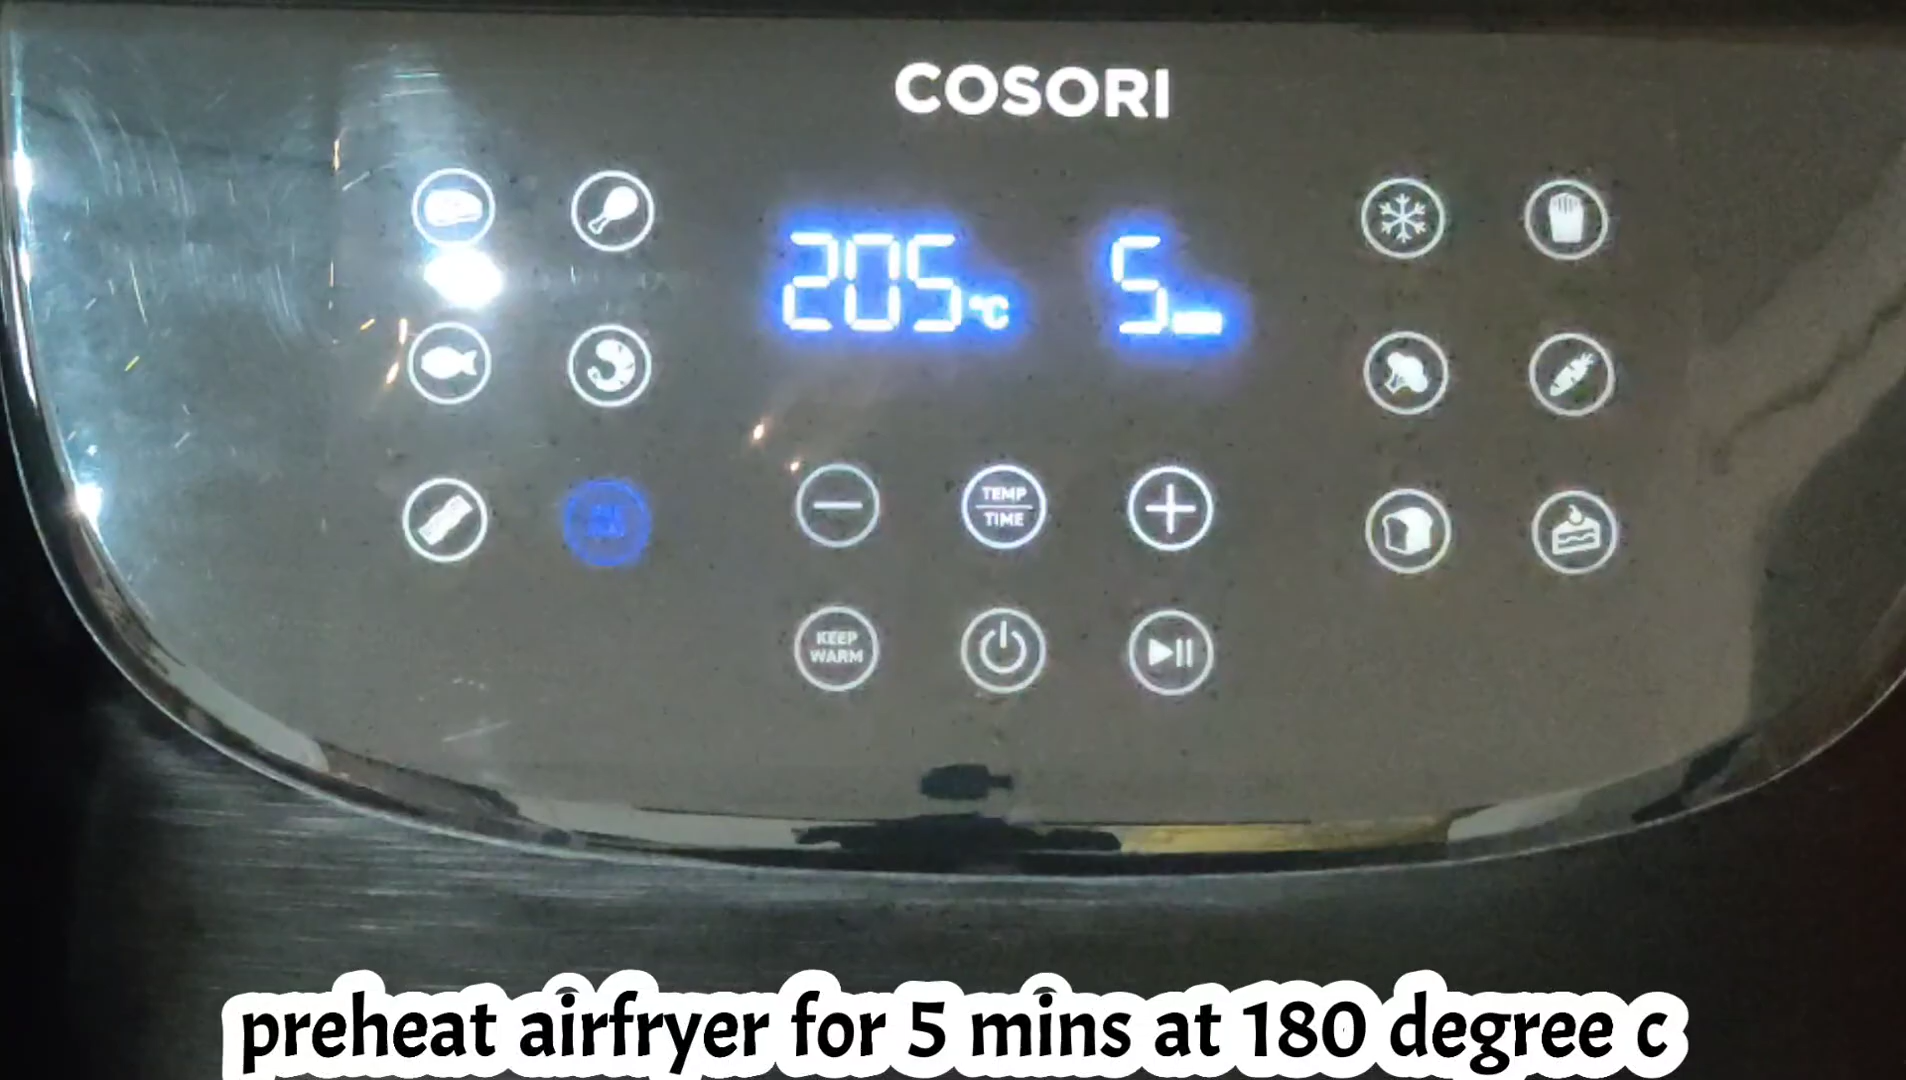 COSORI
205°C 5
TEMP
TIME
KEEP
WARM
preheat airfryer for 5 mins at 180 degree c